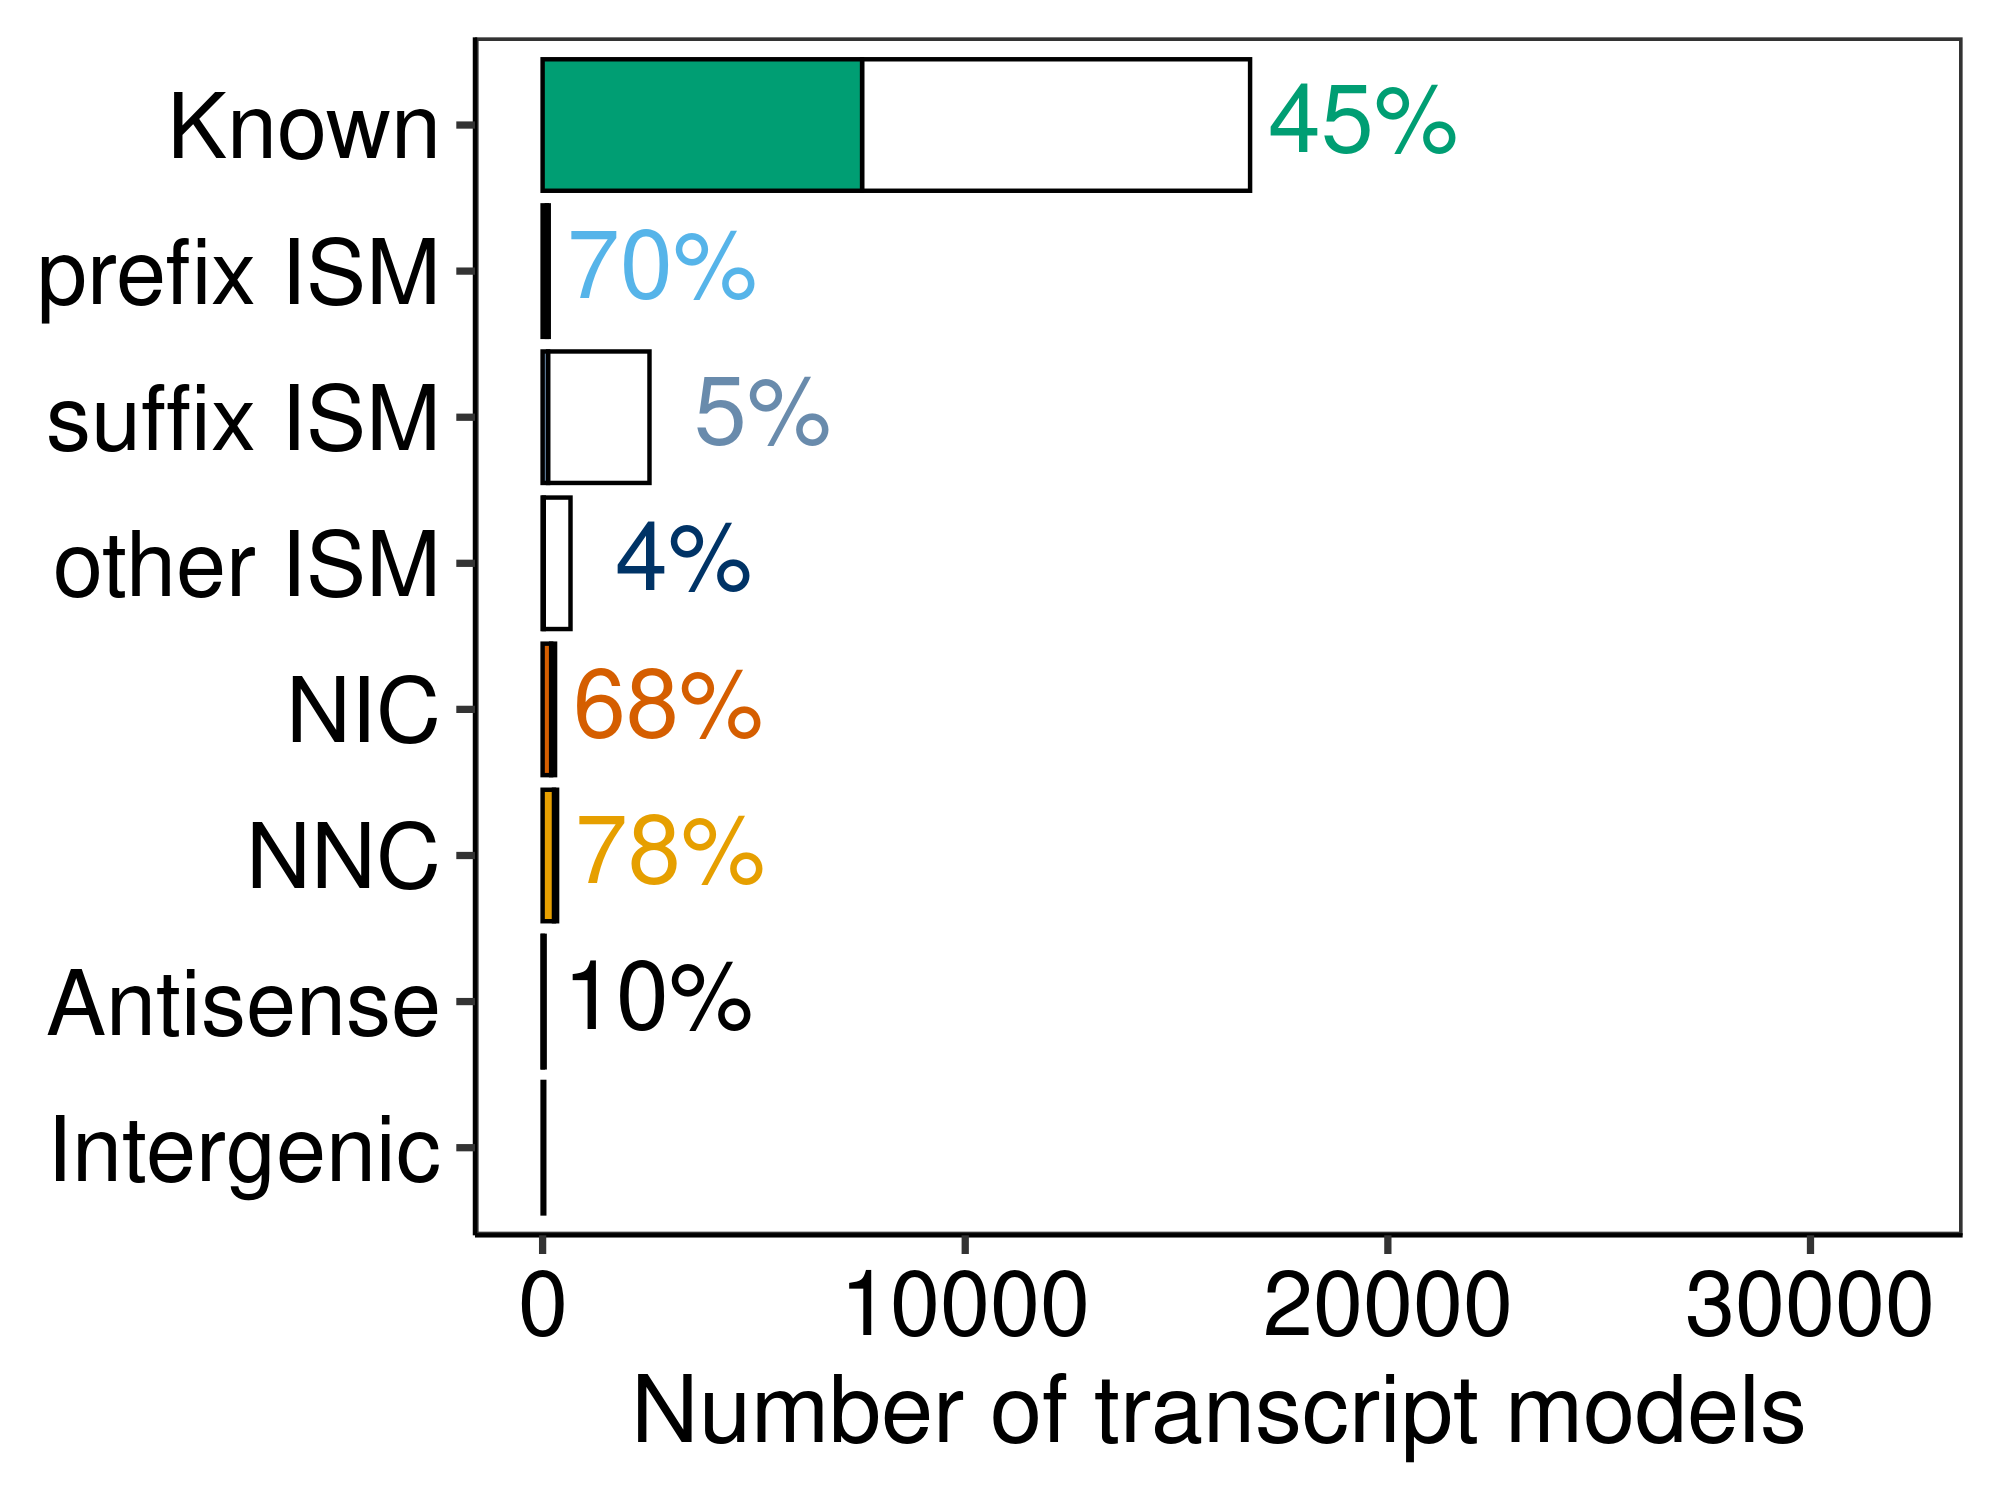 Known 45%
prefix ISM 70%
suffix ISM 5%
other ISM 4%
NIC 68%
NNC 78%
Antisense 10%
Intergenic
0 10000 20000 30000
Number of transcript models